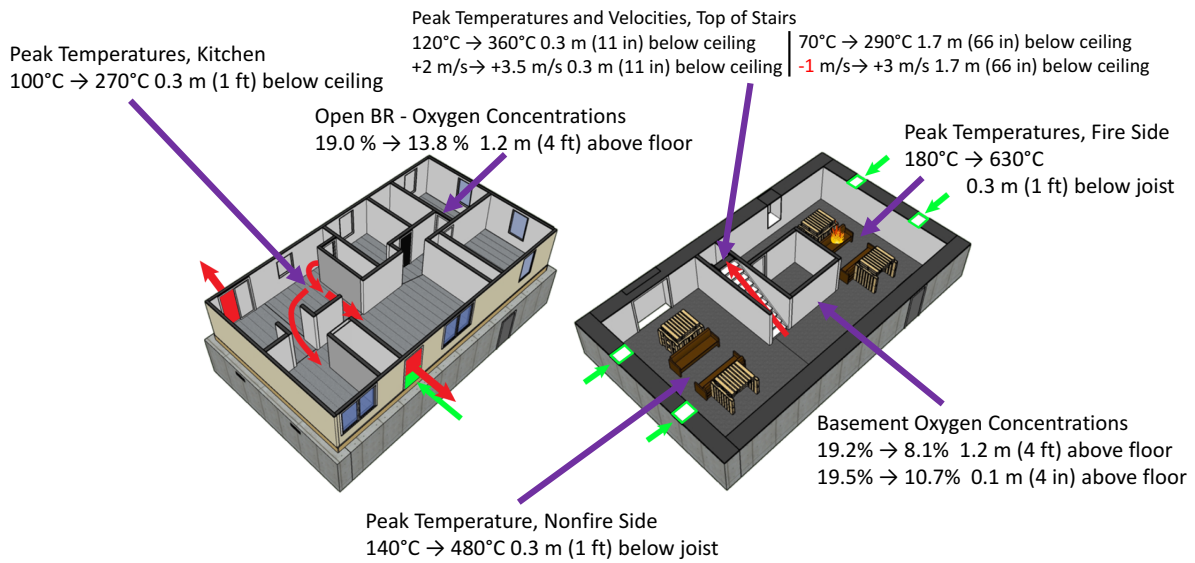 Peak Temperatures and Velocities, Top of Stairs
120°C → 360°C 0.3 m (11 in) below ceiling
+2 m/s→ +3.5 m/s 0.3 m (11 in) below ceiling
70°C → 290°C 1.7 m (66 in) below ceiling
-1 m/s→ +3 m/s 1.7 m (66 in) below ceiling
Peak Temperatures, Kitchen
100°C → 270°C 0.3 m (1 ft) below ceiling
Open BR - Oxygen Concentrations
19.0 % → 13.8 % 1.2 m (4 ft) above floor
Peak Temperatures, Fire Side
180°C → 630°C
0.3 m (1 ft) below joist
Basement Oxygen Concentrations
19.2% → 8.1% 1.2 m (4 ft) above floor
19.5% → 10.7% 0.1 m (4 in) above floor
Peak Temperature, Nonfire Side
140°C → 480°C 0.3 m (1 ft) below joist